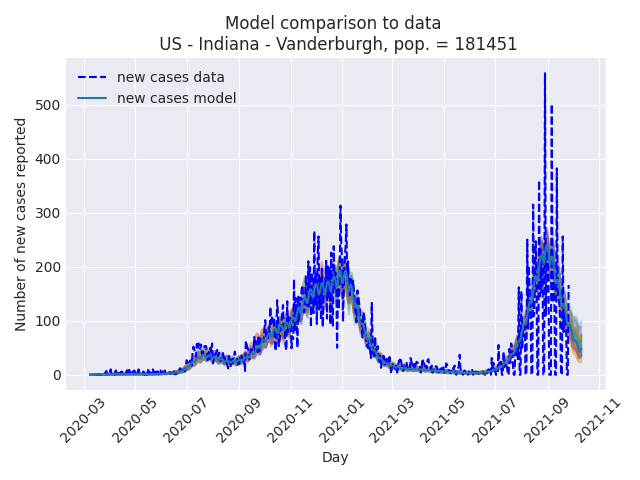 Model comparison to data
US - Indiana - Vanderburgh, pop. = 181451
new cases data
new cases model
Number of new cases reported
500
400
300
200
100
0
2020-03
2020-05
2020-07
2020-09
2020-11
2021-01
2021-03
2021-05
2021-07
2021-09
2021-11
Day